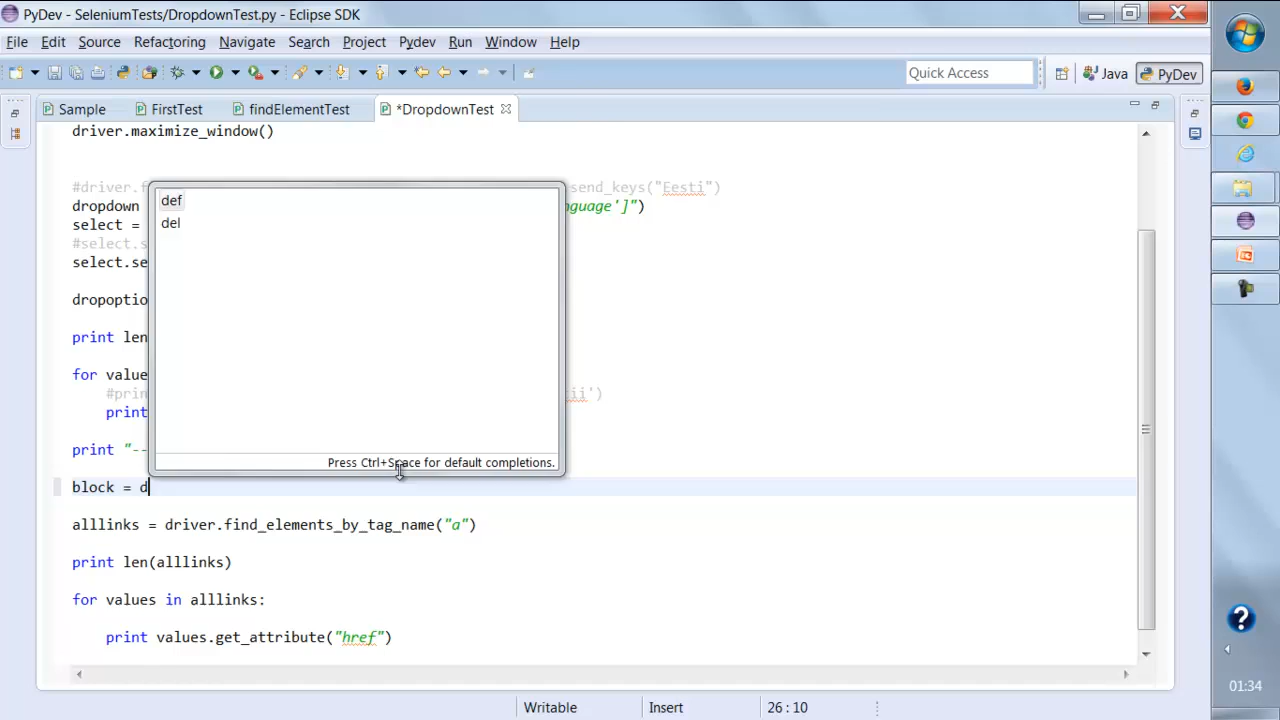 PyDev - SeleniumTests/DropdownTest.py - Eclipse SDK
File Edit Source Refactoring Navigate Search Project Pydev Run Window Help
Quick Access
Java
PyDev
Sample
FirstTest
findElementTest
*DropdownTest
driver.maximize_window()
#driver.f
send_keys("Eesti")
dropdown
nguage']")
select =
#select.s
select.se
dropoptio
print len
for value
#prin
ii')
print
print "--
def
del
Press Ctrl+Space for default completions.
block = d
alllinks = driver.find_elements_by_tag_name("a")
print len(alllinks)
for values in alllinks:
print values.get_attribute("href")
Writable
Insert
26 : 10
01:34